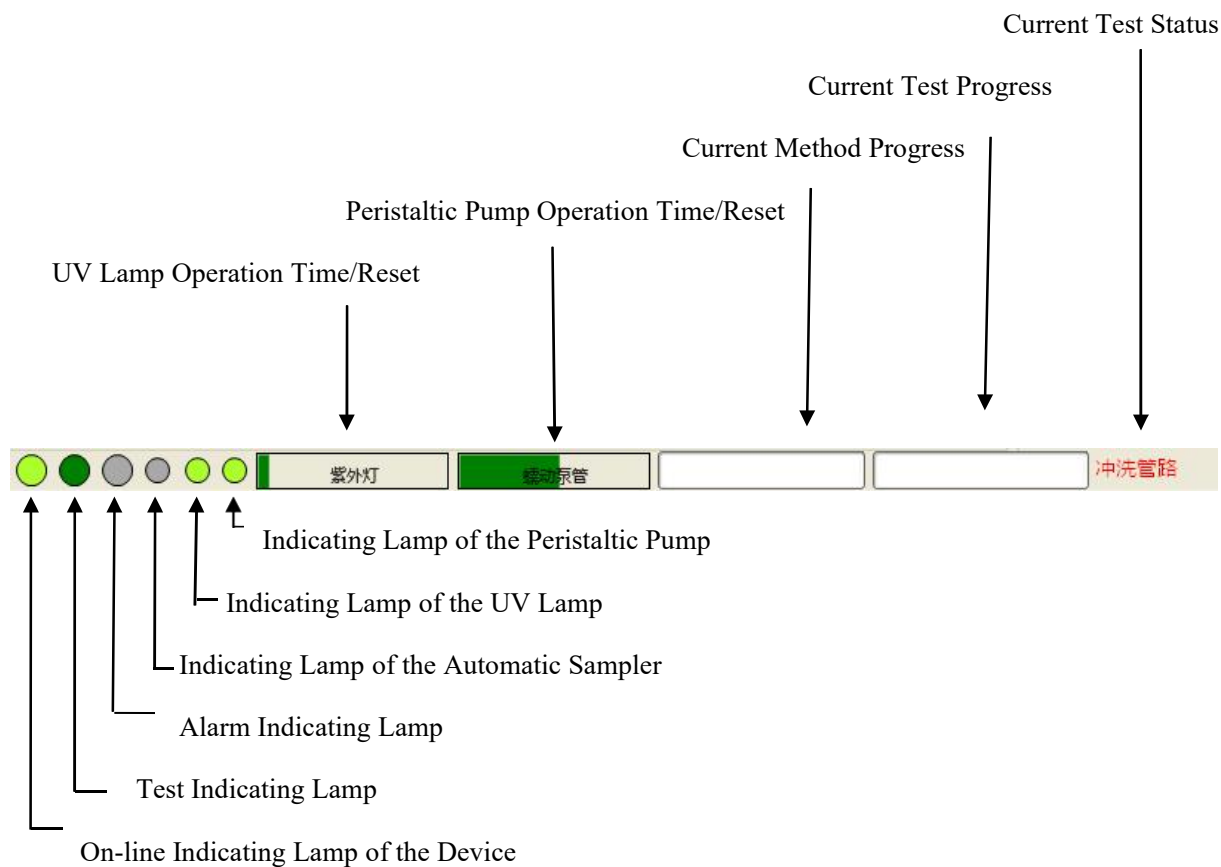 Current Test Status
Current Test Progress
Current Method Progress
Peristaltic Pump Operation Time/Reset
UV Lamp Operation Time/Reset
紫外灯
蠕动泵管
冲洗管路
Indicating Lamp of the Peristaltic Pump
Indicating Lamp of the UV Lamp
Indicating Lamp of the Automatic Sampler
Alarm Indicating Lamp
Test Indicating Lamp
On-line Indicating Lamp of the Device